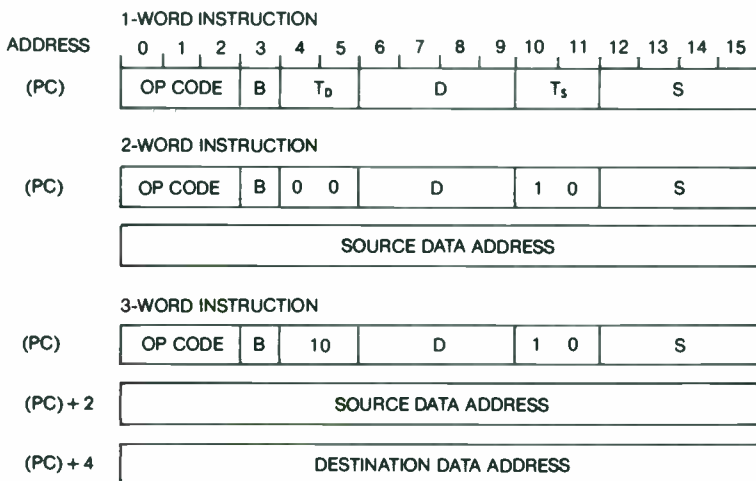 1-WORD INSTRUCTION
ADDRESS 0 1 2 3 4 5 6 7 8 9 10 11 12 13 14 15
(PC) OP CODE B T_D D T_S S
2-WORD INSTRUCTION
(PC) OP CODE B 0 0 D 1 0 S
SOURCE DATA ADDRESS
3-WORD INSTRUCTION
(PC) OP CODE B 10 D 1 0 S
(PC) + 2 SOURCE DATA ADDRESS
(PC) + 4 DESTINATION DATA ADDRESS